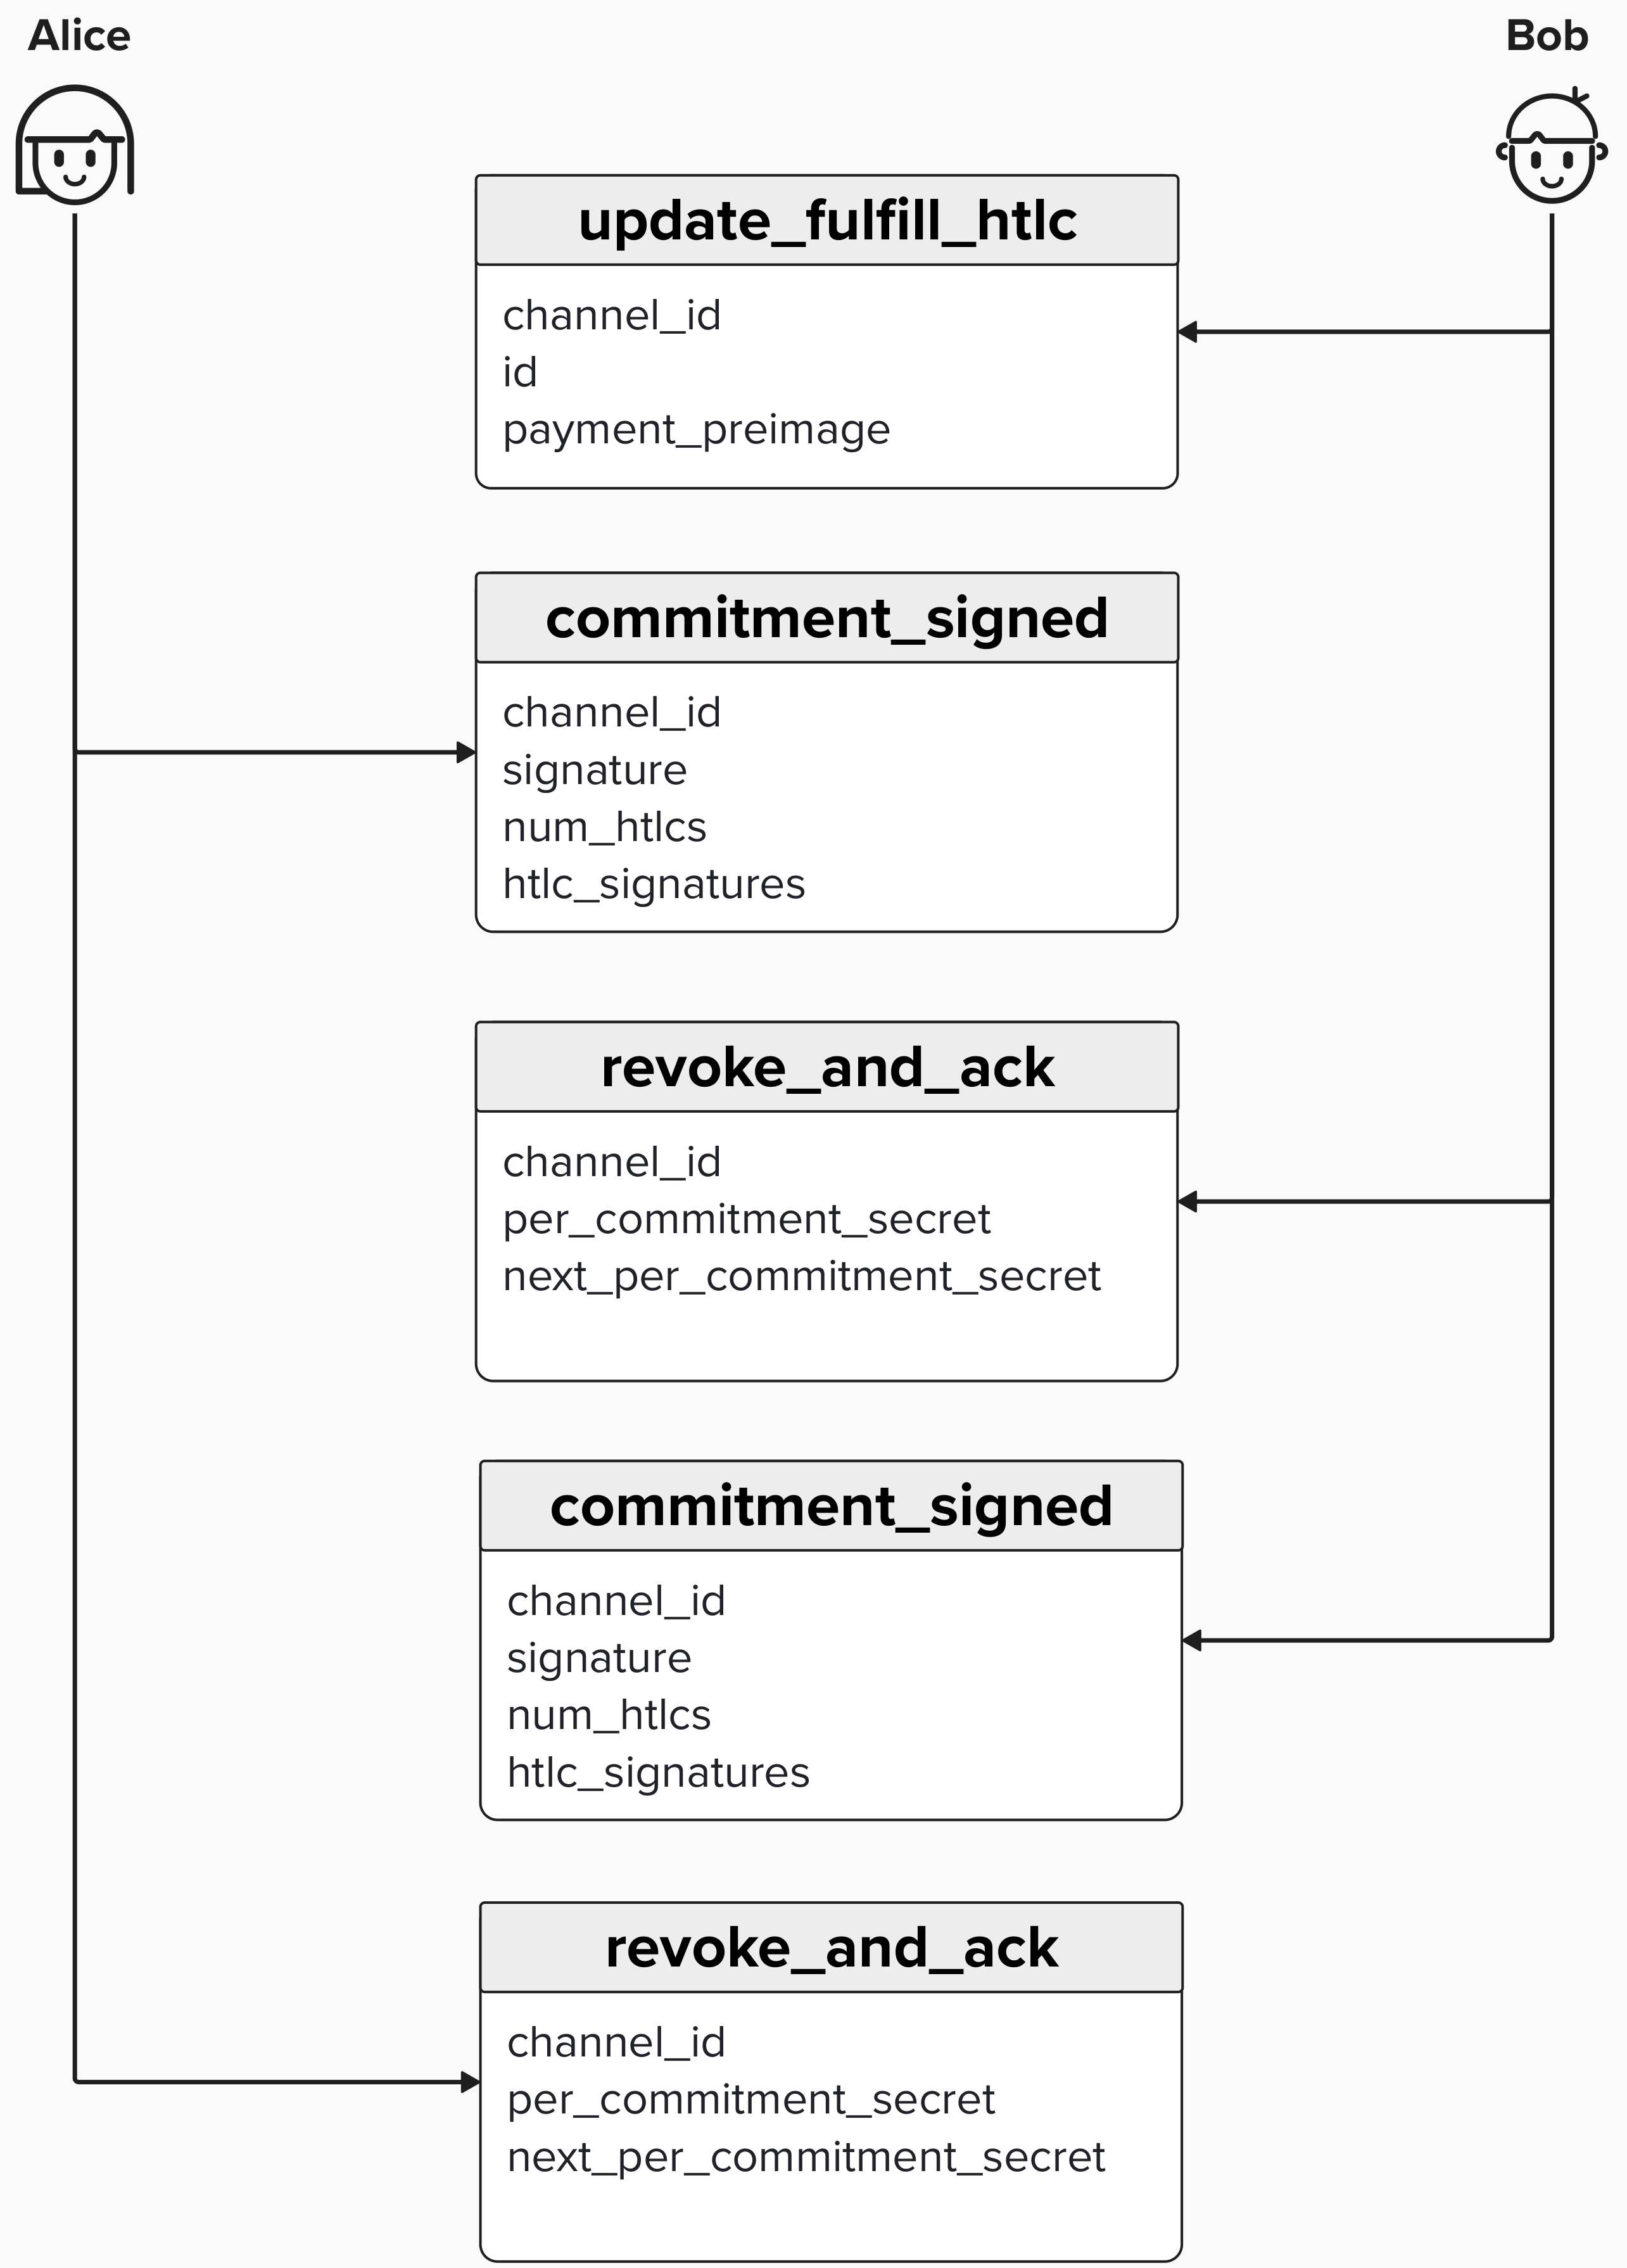 Alice
Bob
update_fulfill_htlc
channel_id
id
payment_preimage
commitment_signed
channel_id
signature
num_htlcs
htlc_signatures
revoke_and_ack
channel_id
per_commitment_secret
next_per_commitment_secret
commitment_signed
channel_id
signature
num_htlcs
htlc_signatures
revoke_and_ack
channel_id
per_commitment_secret
next_per_commitment_secret